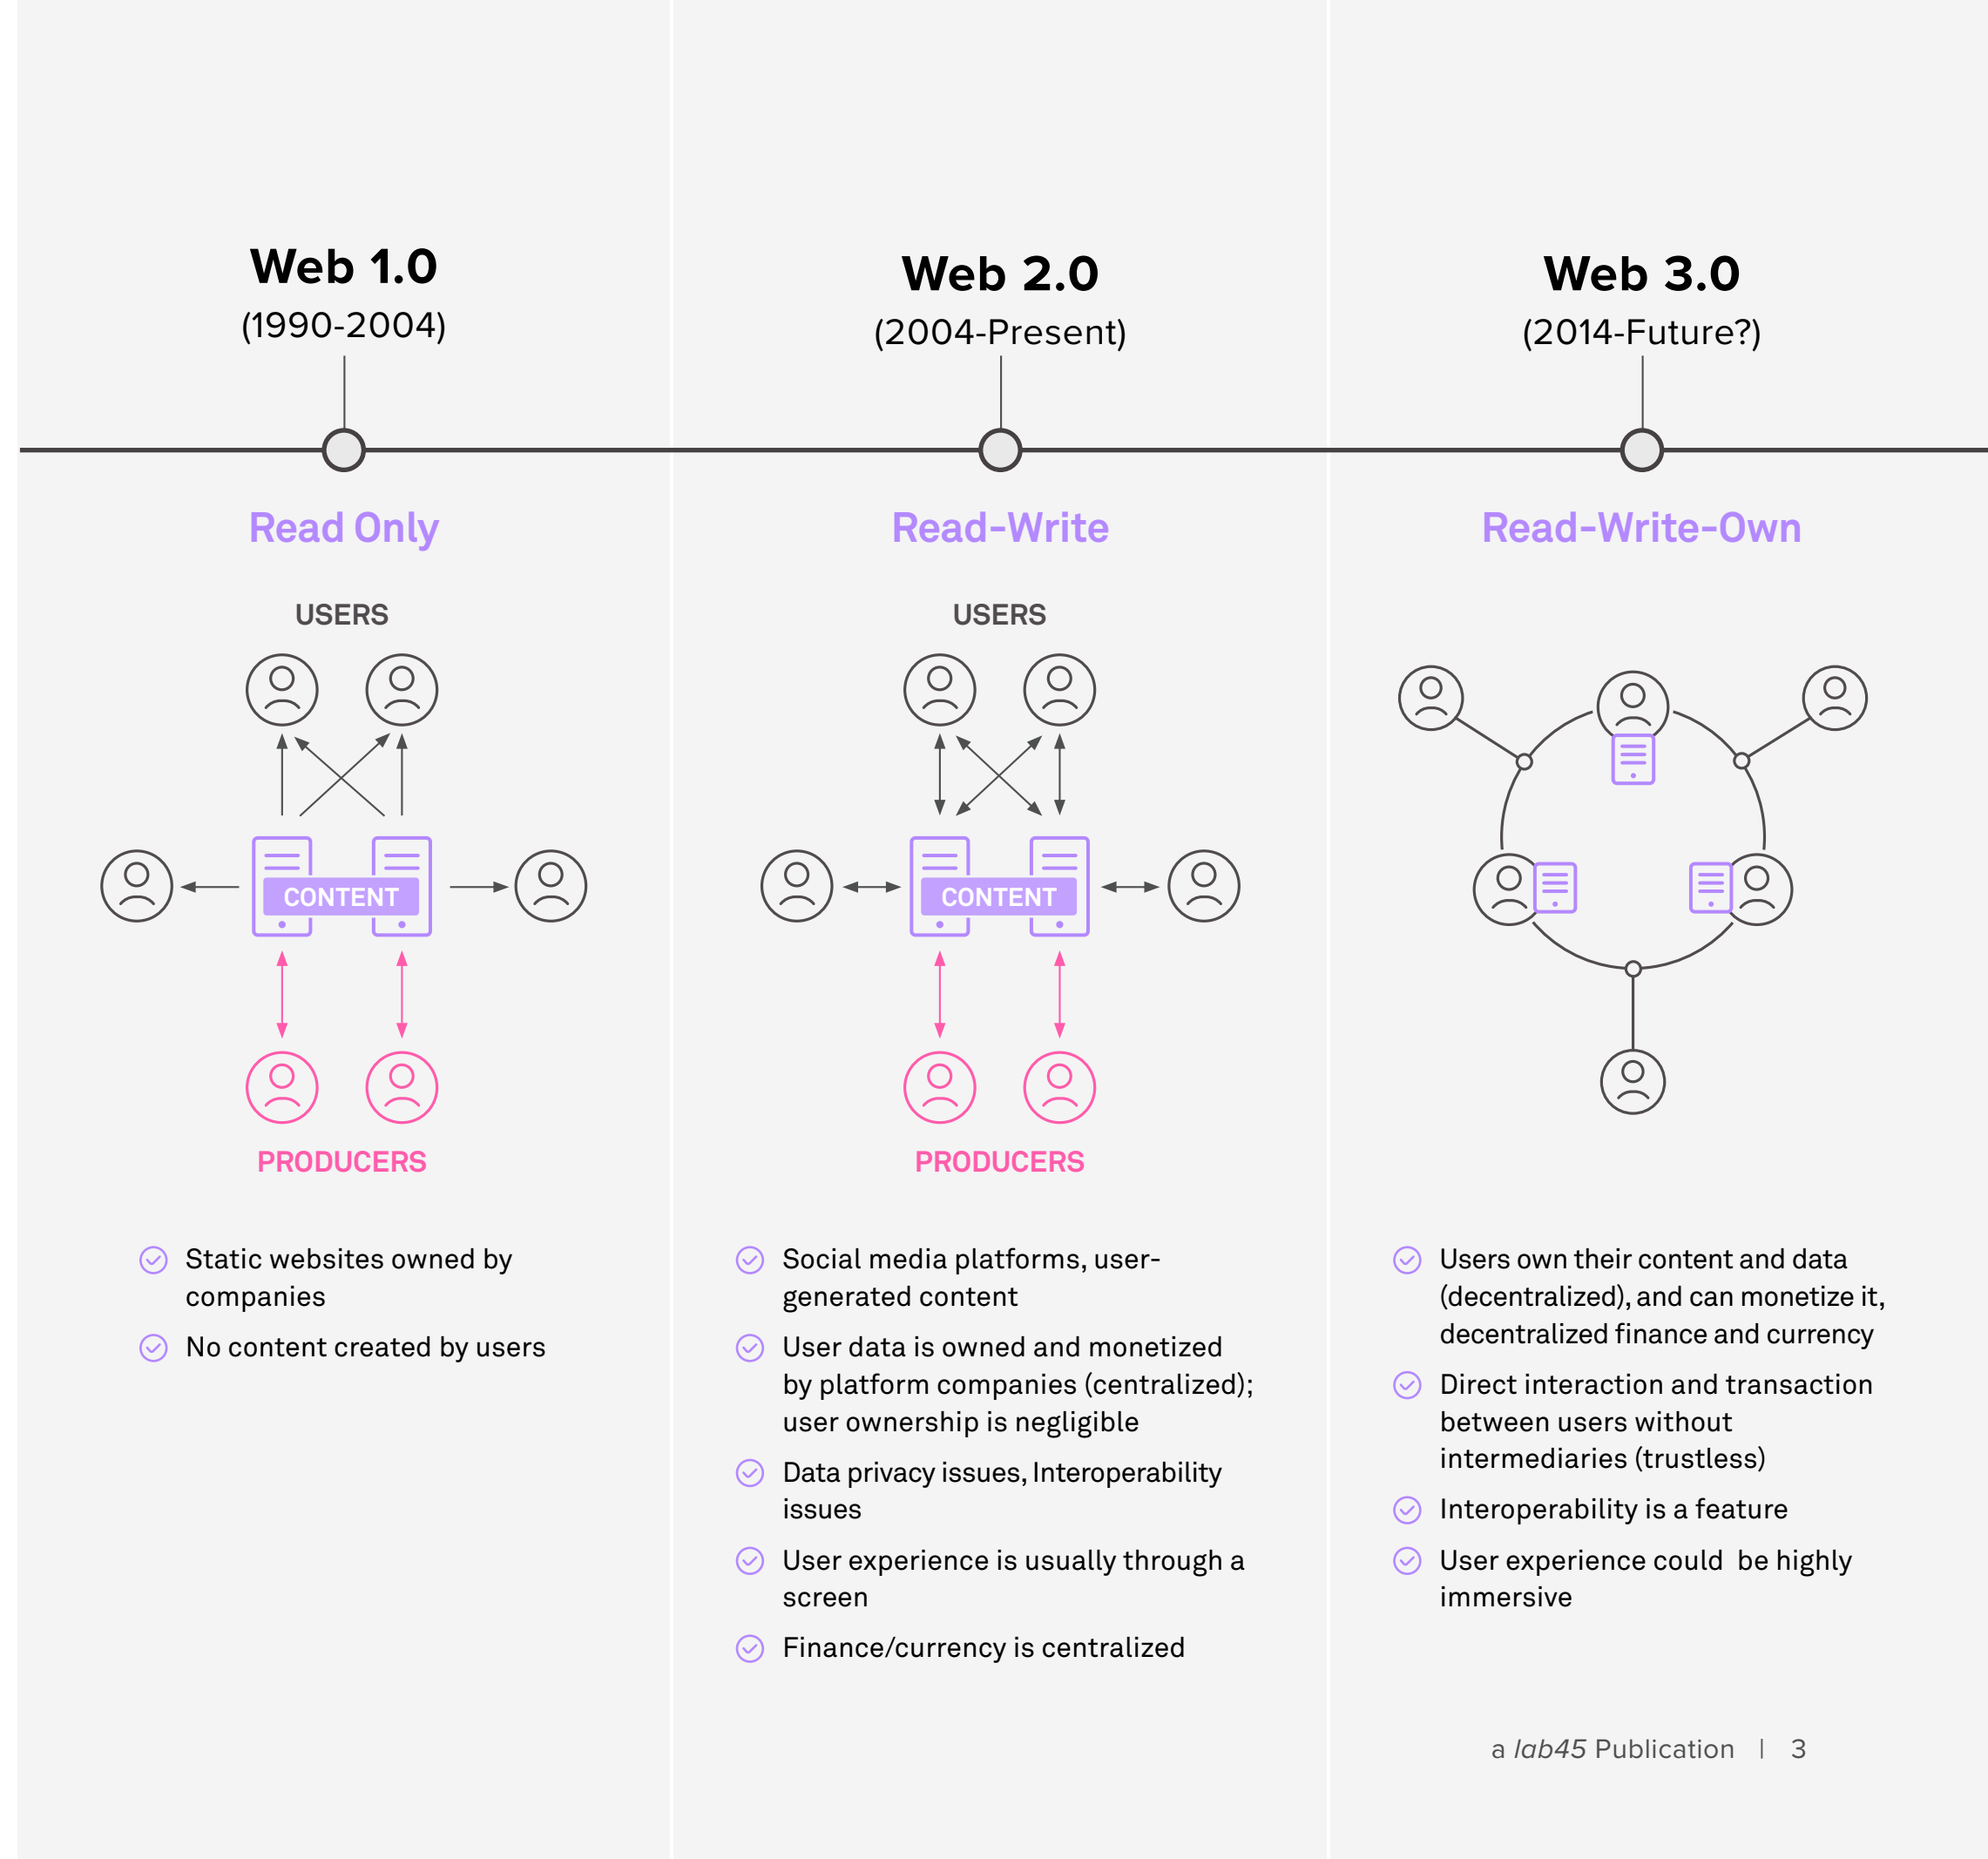 Web 1.0
(1990-2004)
Read Only
USERS
CONTENT
PRODUCERS
Static websites owned by
companies
No content created by users
Web 2.0
(2004-Present)
Read-Write
USERS
CONTENT
PRODUCERS
Social media platforms, user-
generated content
User data is owned and monetized
by platform companies (centralized);
user ownership is negligible
Data privacy issues, Interoperability
issues
User experience is usually through a
screen
Finance/currency is centralized
Web 3.0
(2014-Future?)
Read-Write-Own
Users own their content and data
(decentralized), and can monetize it,
decentralized finance and currency
Direct interaction and transaction
between users without
intermediaries (trustless)
Interoperability is a feature
User experience could  be highly
immersive
a lab45 Publication | 3